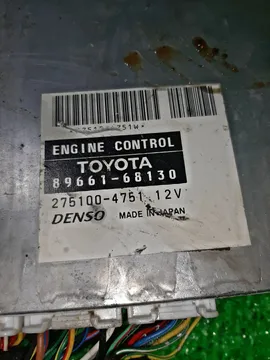 ENGINE CONTROL
TOYOTA
89661-68130
275100-4751 12V
DENSO MADE IN JAPAN